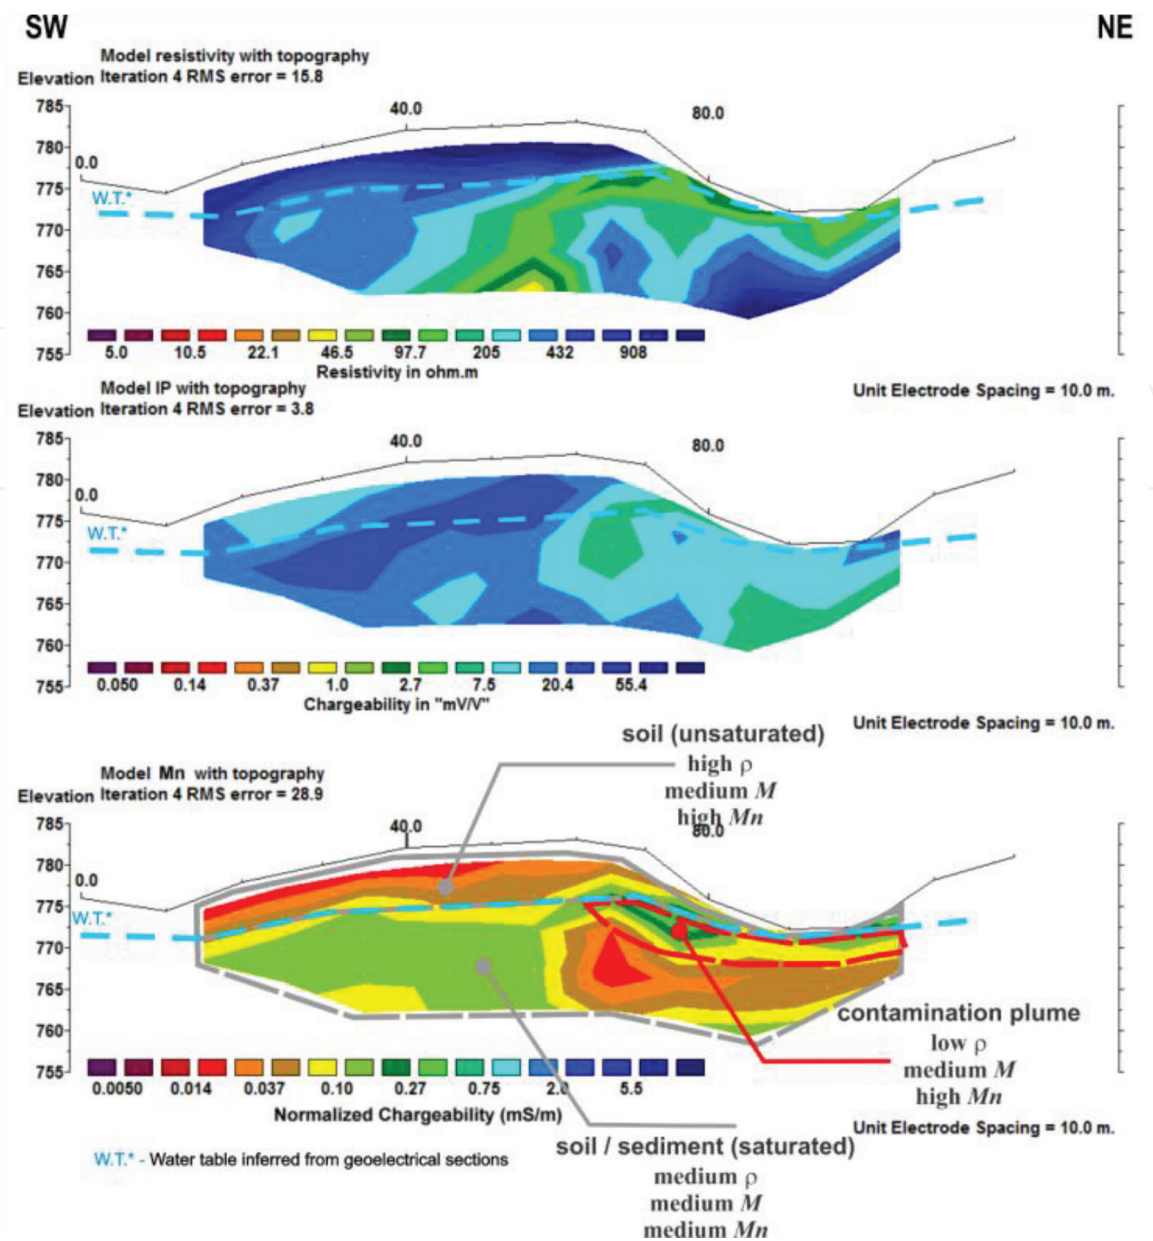 SW
NE
Model resistivity with topography
Elevation Iteration 4 RMS error = 15.8
785
780
775
770
765
760
755
0.0
40.0
80.0
W.T.*
5.0 10.5 22.1 46.5 97.7 205 432 908
Resistivity in ohm.m
Unit Electrode Spacing = 10.0 m.
Model IP with topography
Elevation Iteration 4 RMS error = 3.8
785
780
775
770
765
760
755
0.0
40.0
80.0
W.T.*
0.050 0.14 0.37 1.0 2.7 7.5 20.4 55.4
Chargeability in "mV/V"
Unit Electrode Spacing = 10.0 m.
soil (unsaturated)
high ρ
medium M
high Mn
Model Mn with topography
Elevation Iteration 4 RMS error = 28.9
785
780
775
770
765
760
755
0.0
40.0
80.0
W.T.*
contamination plume
low ρ
medium M
high Mn
0.0050 0.014 0.037 0.10 0.27 0.75 2.0 5.5
Normalized Chargeability (mS/m)
Unit Electrode Spacing = 10.0 m.
soil / sediment (saturated)
medium ρ
medium M
medium Mn
W.T.* - Water table inferred from geoelectrical sections